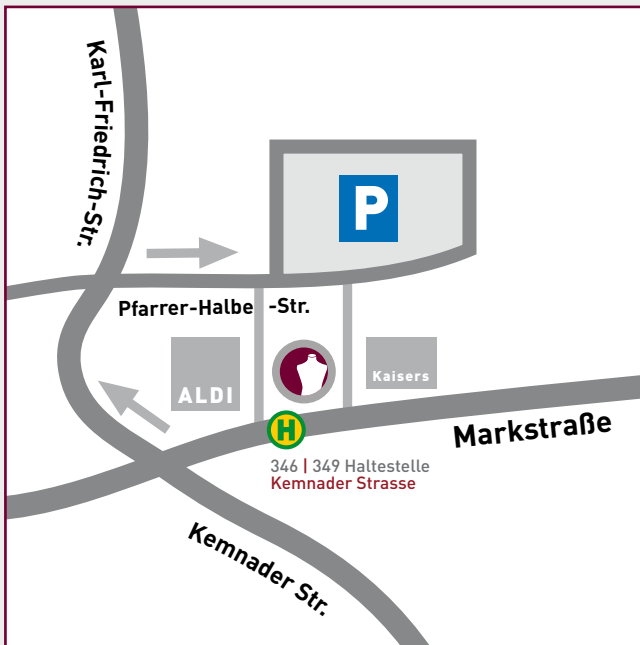 Karl-Friedrich-Str.
P
Pfarrer-Halbe -Str.
ALDI
Kaisers
H
Markstraße
346 | 349 Haltestelle
Kemnader Strasse
Kemnader Str.